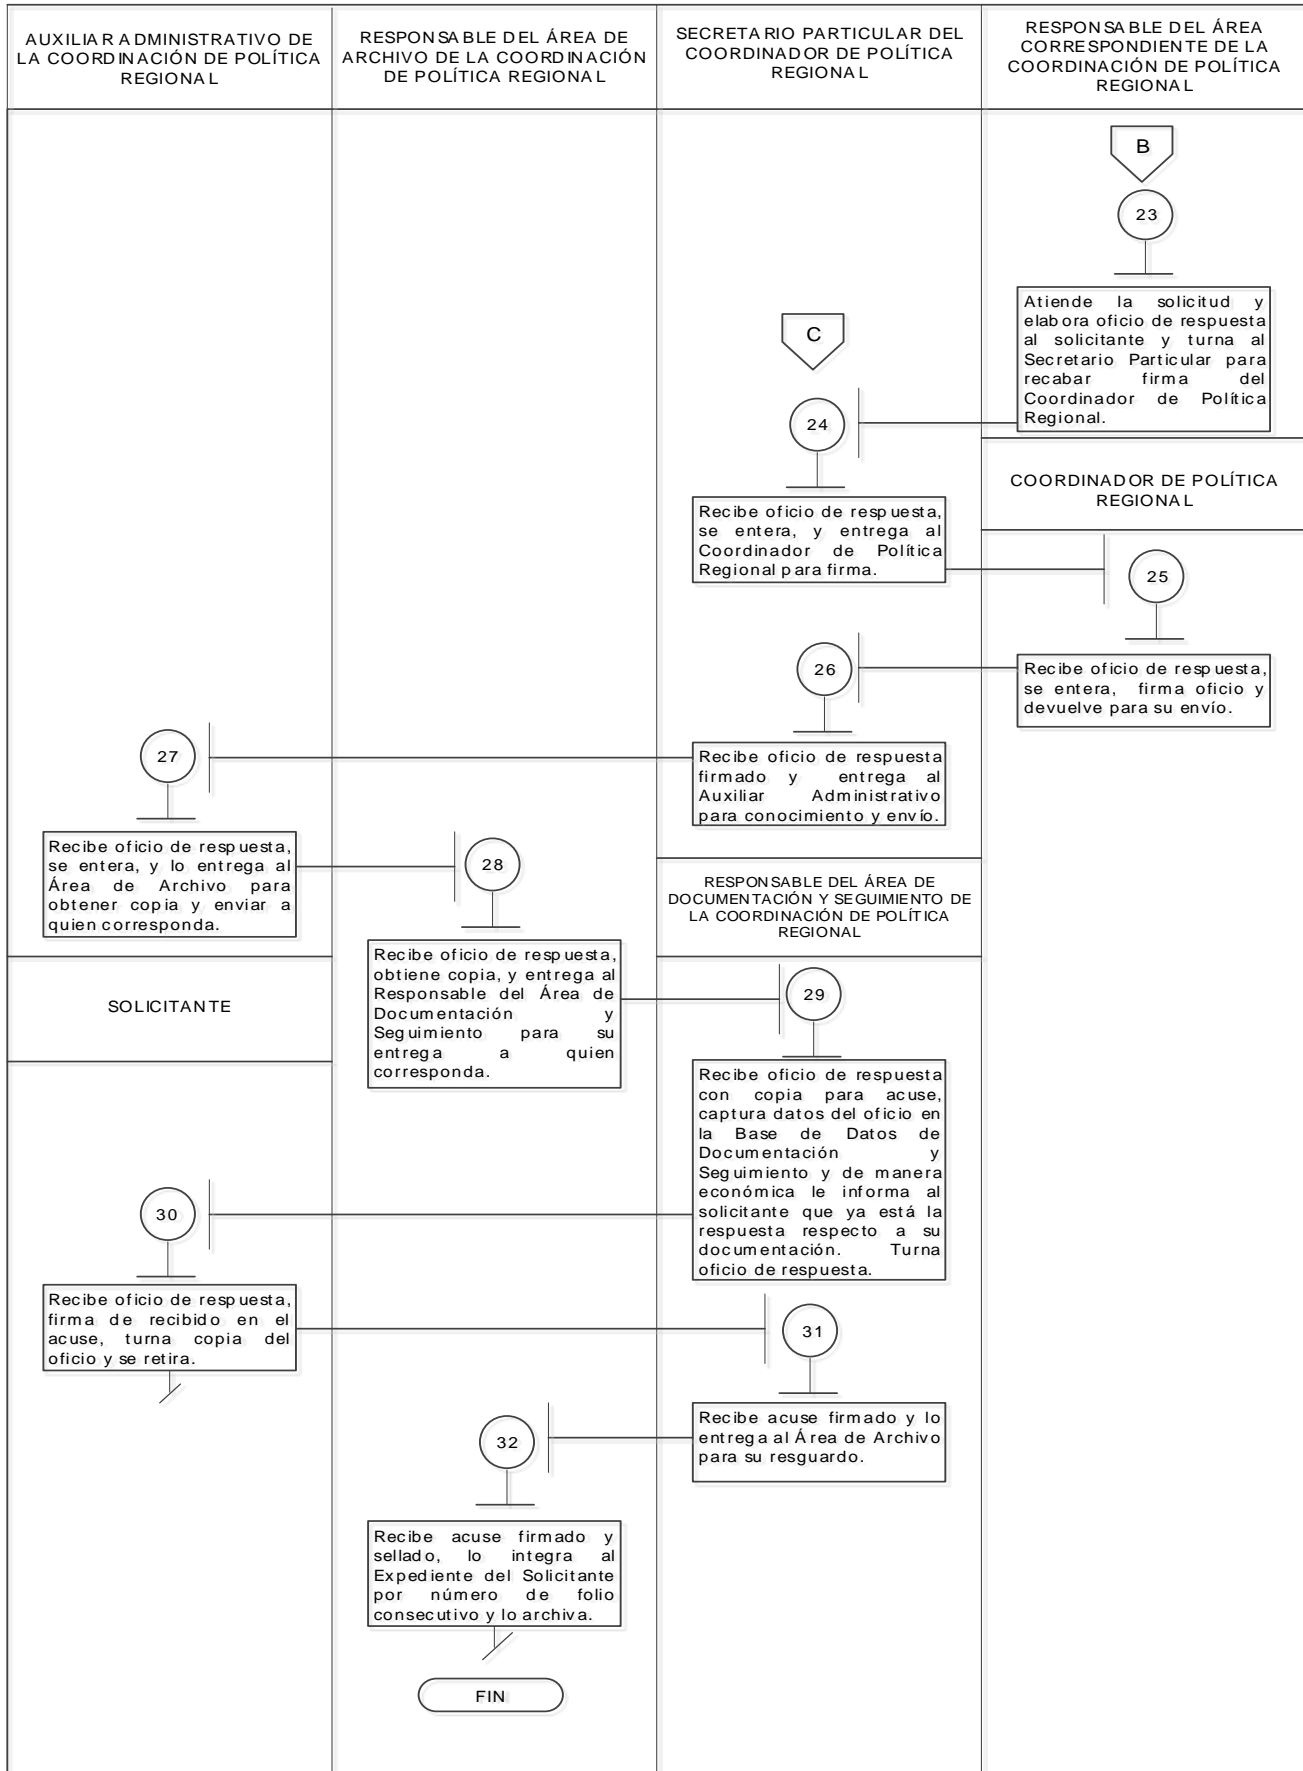 AUXILIAR ADMINISTRATIVO DE
LA COORDINACIÓN DE POLÍTICA
REGIONAL
RESPONSABLE DEL ÁREA DE
ARCHIVO DE LA COORDINACIÓN
DE POLÍTICA REGIONAL
SECRETARIO PARTICULAR DEL
COORDINADOR DE POLÍTICA
REGIONAL
RESPONSABLE DEL ÁREA
CORRESPONDIENTE DE LA
COORDINACIÓN DE POLÍTICA
REGIONAL
B
23
Atiende la solicitud y
elabora oficio de respuesta
al solicitante y turna al
Secretario Particular para
recabar firma del
Coordinador de Política
Regional.
C
24
Recibe oficio de respuesta,
se entera, y entrega al
Coordinador de Política
Regional para firma.
COORDINADOR DE POLÍTICA
REGIONAL
25
Recibe oficio de respuesta,
se entera, firma oficio y
devuelve para su envío.
26
Recibe oficio de respuesta
firmado y entrega al
Auxiliar Administrativo
para conocimiento y envío.
27
Recibe oficio de respuesta,
se entera, y lo entrega al
Área de Archivo para
obtener copia y enviar a
quien corresponda.
28
Recibe oficio de respuesta,
obtiene copia, y entrega al
Responsable del Área de
Documentación y
Seguimiento para su
entrega a quien
corresponda.
RESPONSABLE DEL ÁREA DE
DOCUMENTACIÓN Y SEGUIMIENTO DE
LA COORDINACIÓN DE POLÍTICA
REGIONAL
29
Recibe oficio de respuesta
con copia para acuse,
captura datos del oficio en
la Base de Datos de
Documentación y
Seguimiento y de manera
económica le informa al
solicitante que ya está la
respuesta respecto a su
documentación. Turna
oficio de respuesta.
SOLICITANTE
30
Recibe oficio de respuesta,
firma de recibido en el
acuse, turna copia del
oficio y se retira.
31
Recibe acuse firmado y lo
entrega al Área de Archivo
para su resguardo.
32
Recibe acuse firmado y
sellado, lo integra al
Expediente del Solicitante
por número de folio
consecutivo y lo archiva.
FIN